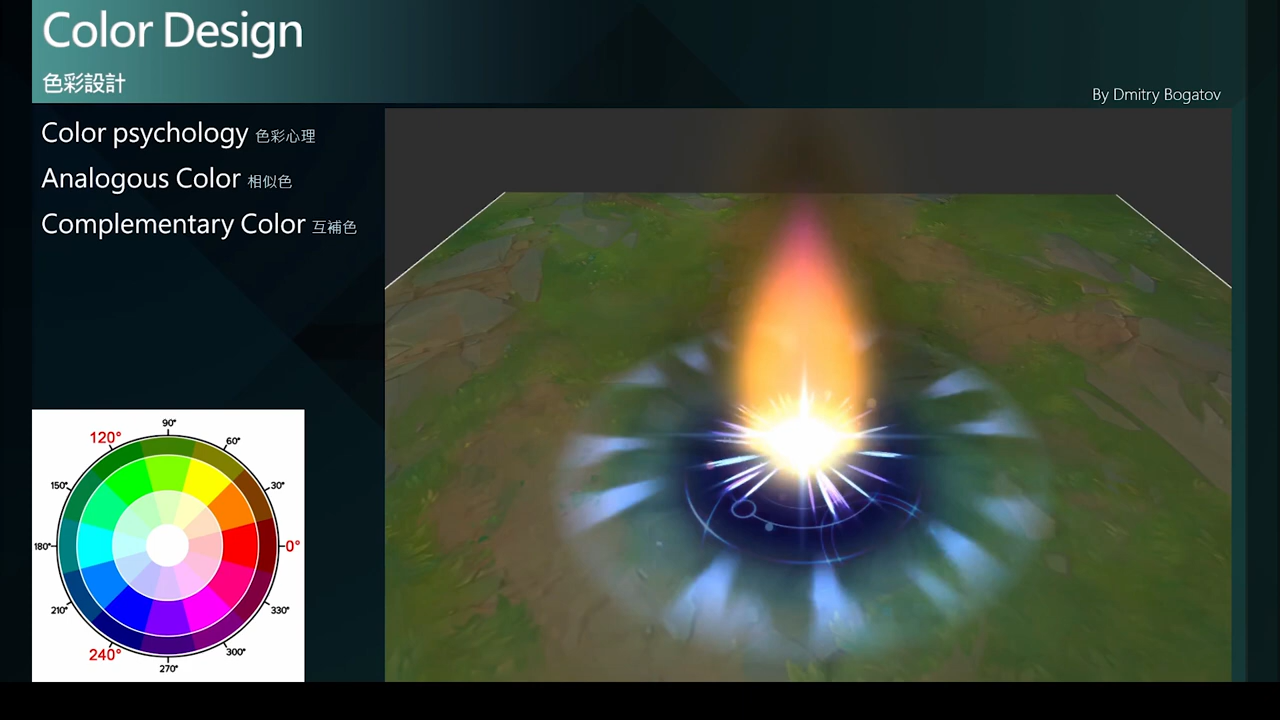 Color Design
色彩設計
By Dmitry Bogatov
Color psychology 色彩心理
Analogous Color 相似色
Complementary Color 互補色
90°
120°
60°
150°
30°
180°
0°
210°
330°
240°
300°
270°